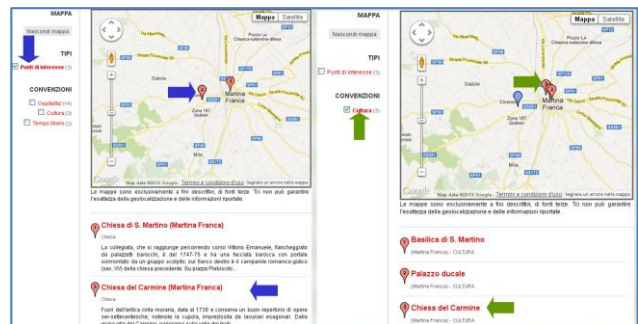 MAPPA
Nascondi mappa
TIPI
Punti di interesse (3)
CONVENZIONI
Ospitalita' (14)
Cultura (3)
Tempo libero (2)
Mappa Satellite
Martina
Franca
Google
Map data ©2013 Google - Termini e condizioni d'uso Segnala un errore nella mappa
Le mappe sono esclusivamente a fini descrittivi, di fonti terze. Toi non può garantire
l'esattezza della geolocalizzazione e delle informazioni riportate.
Chiesa di S. Martino (Martina Franca)
Chiesa
La collegiata, che si raggiunge percorrendo corso Vittorio Emanuele, fiancheggiato
da palazzotti barocchi, è del 1747-75 e ha una facciata barocca con portale
sormontato da un gruppo scolpito; sul fianco destro è il campanile romanico-gotico
(sec. XV) della chiesa precedente. Su piazza Plebiscito...
Chiesa del Carmine (Martina Franca)
Chiesa
Fuori dell'antica cinta muraria, data al 1730 e conserva un buon repertorio di opere
sei-settecentesche; notevole la cupola, impreziosita da lacunari esagonali. Dalla
MAPPA
Nascondi mappa
TIPI
Punti di interesse (3)
CONVENZIONI
Cultura (3)
Mappa Satellite
Martina
Franca
Map data ©2013 Google - Termini e condizioni d'uso Segnala un errore nella mappa
Le mappe sono esclusivamente a fini descrittivi, di fonti terze. Toi non può garantire
l'esattezza della geolocalizzazione e delle informazioni riportate.
Basilica di S. Martino
(Martina Franca) - CULTURA
Palazzo ducale
(Martina Franca) - CULTURA
Chiesa del Carmine
(Martina Franca) - CULTURA